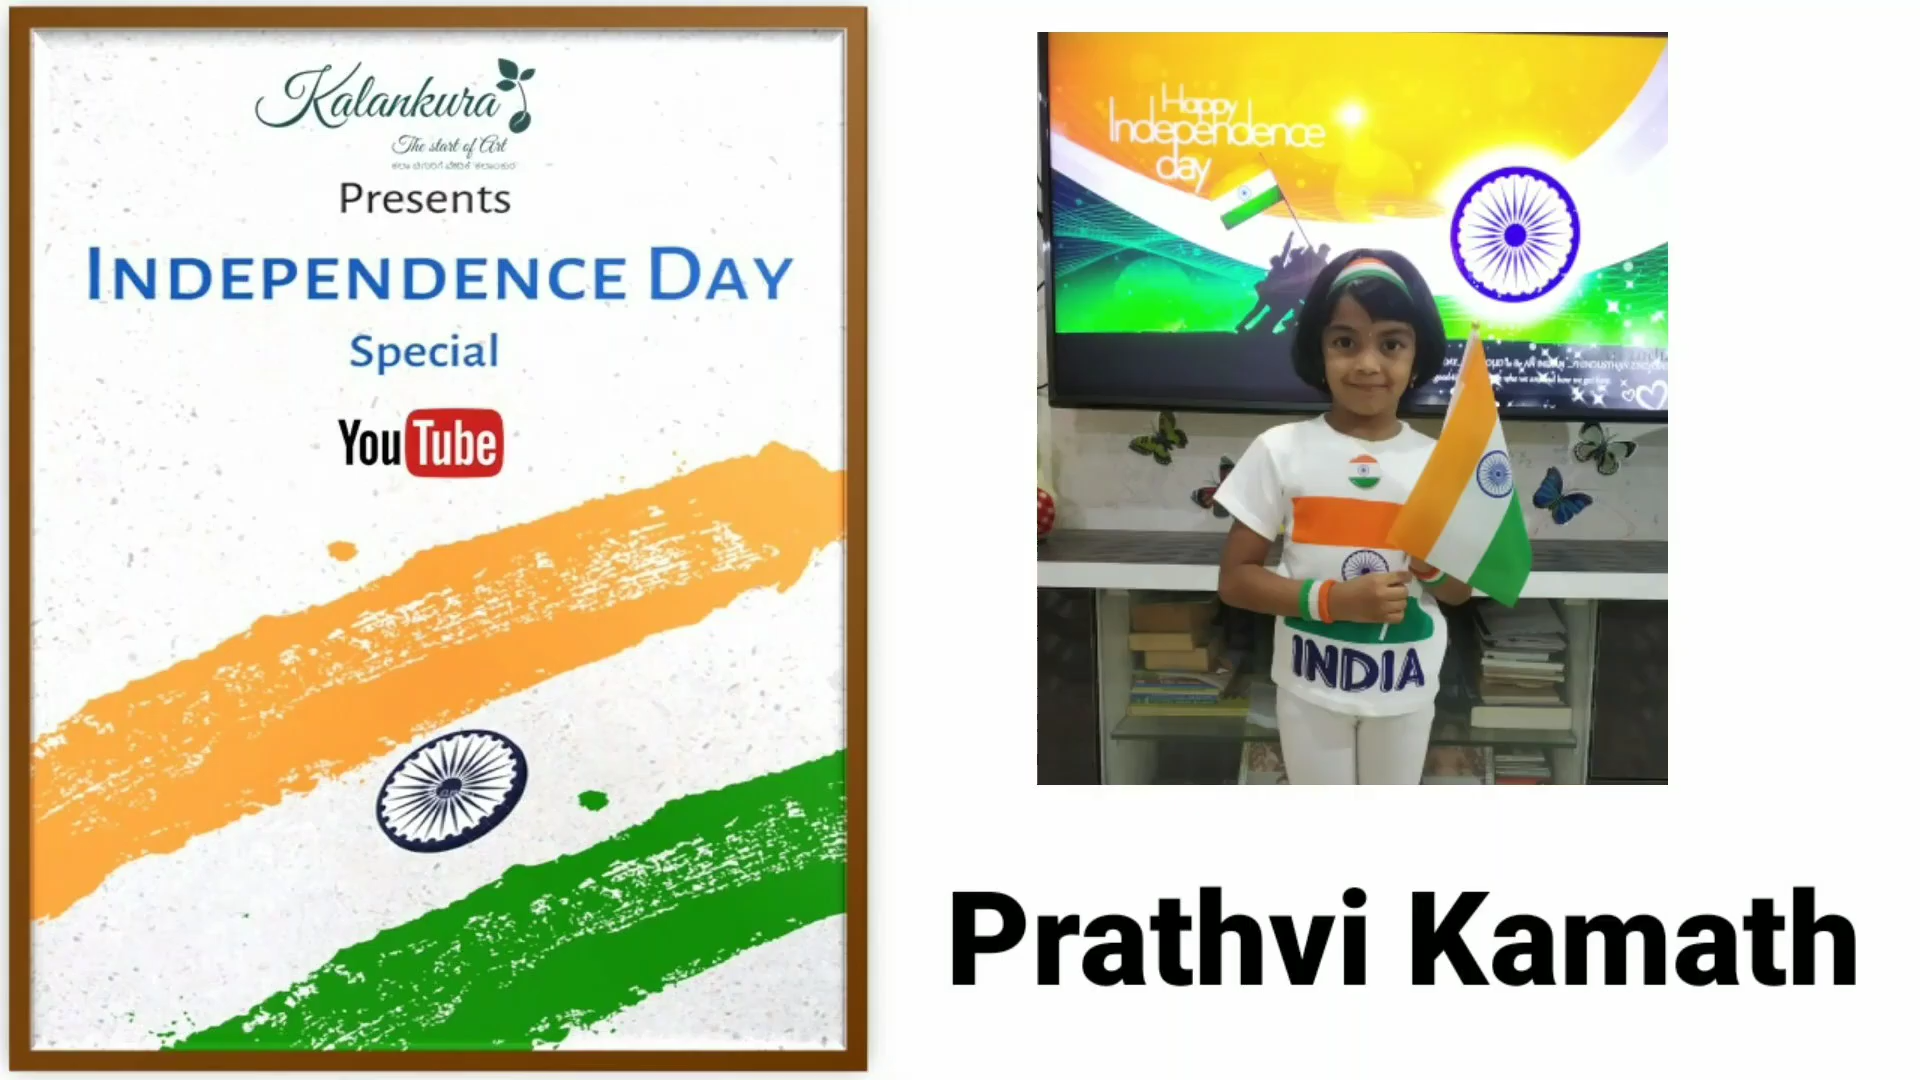 Kalankura
The start of Art
Presents
INDEPENDENCE DAY
Special
YouTube
Happy
Independence
day
INDIA
Prathvi Kamath